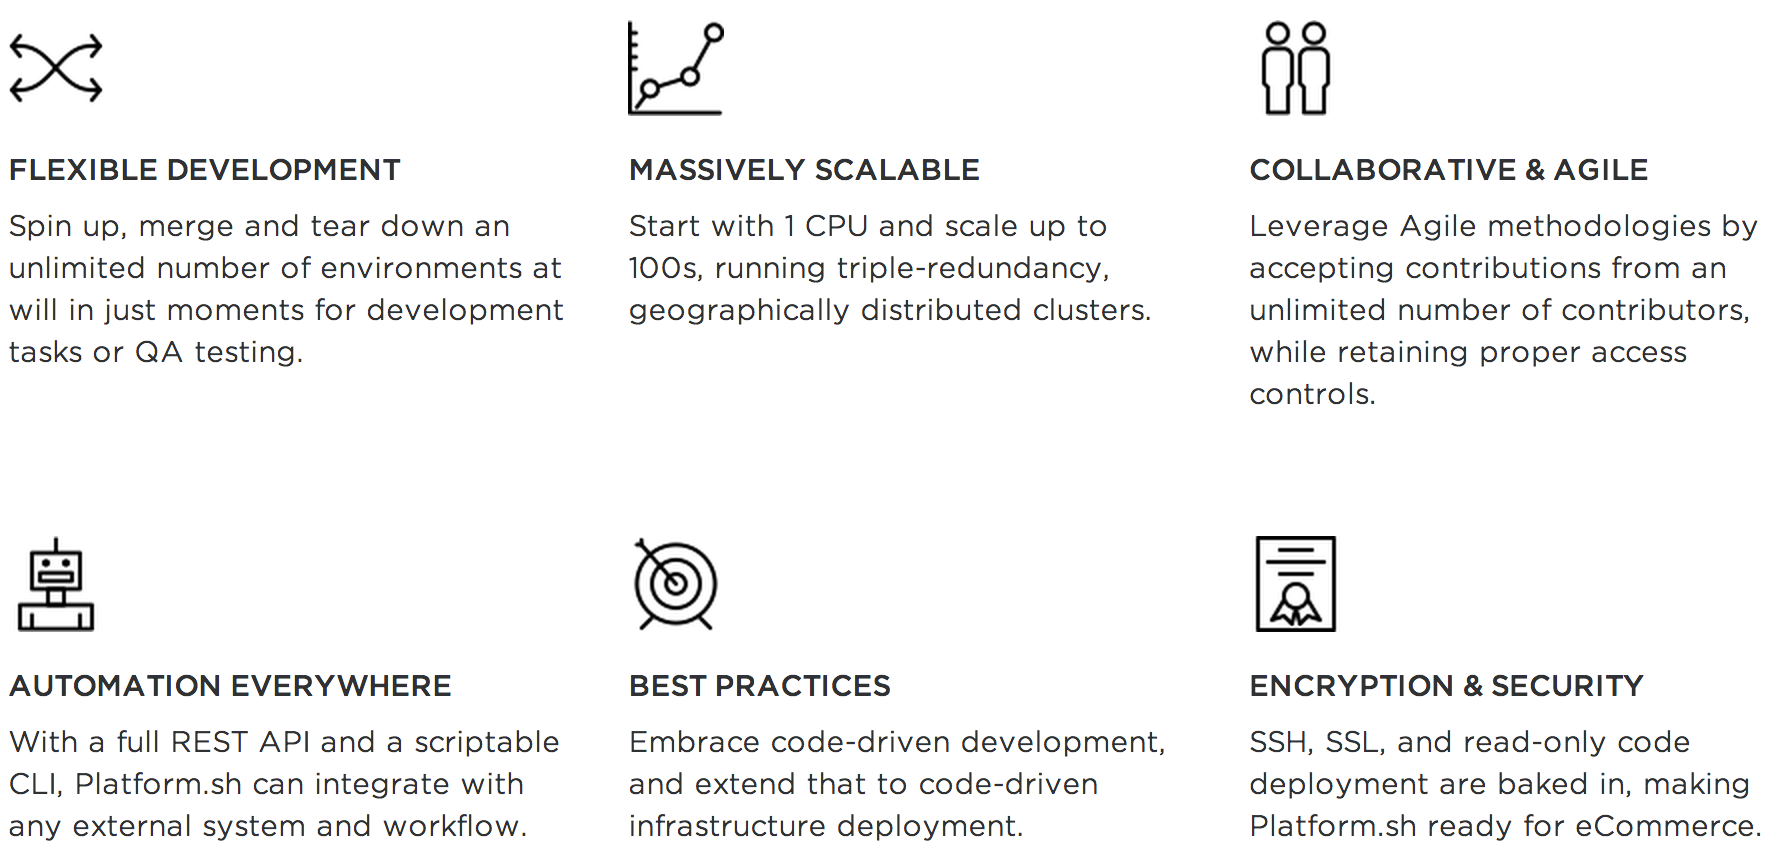 FLEXIBLE DEVELOPMENT
Spin up, merge and tear down an
unlimited number of environments at
will in just moments for development
tasks or QA testing.
MASSIVELY SCALABLE
Start with 1 CPU and scale up to
100s, running triple-redundancy,
geographically distributed clusters.
COLLABORATIVE & AGILE
Leverage Agile methodologies by
accepting contributions from an
unlimited number of contributors,
while retaining proper access
controls.
AUTOMATION EVERYWHERE
With a full REST API and a scriptable
CLI, Platform.sh can integrate with
any external system and workflow.
BEST PRACTICES
Embrace code-driven development,
and extend that to code-driven
infrastructure deployment.
ENCRYPTION & SECURITY
SSH, SSL, and read-only code
deployment are baked in, making
Platform.sh ready for eCommerce.